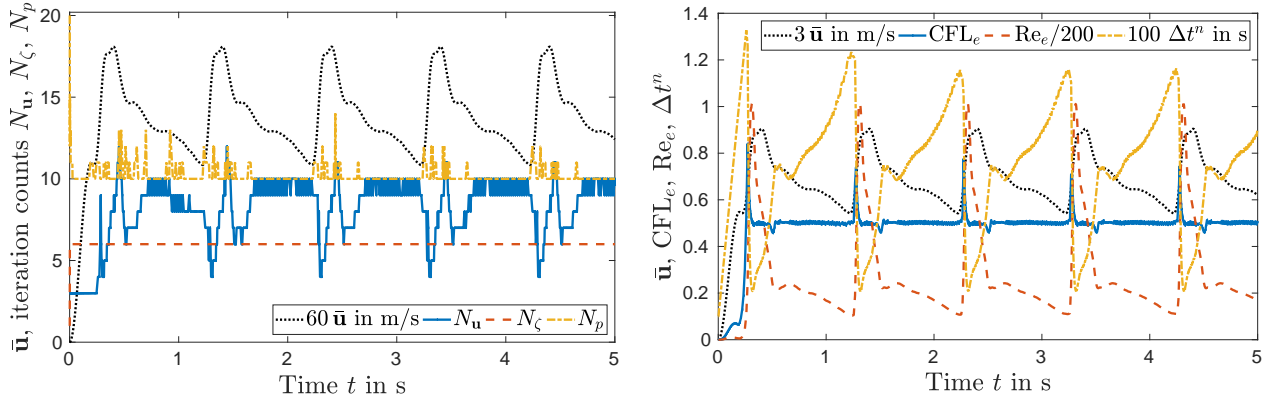 ū, iteration counts N_u, N_ζ, N_p
20
15
10
5
0
60 ū in m/s N_u N_ζ N_p
0 1 2 3 4 5
Time t in s
ū, CFL_e, Re_e, Δt^n
1.4
1.2
1
0.8
0.6
0.4
0.2
0
3 ū in m/s CFL_e Re_e/200 100 Δt^n in s
0 1 2 3 4 5
Time t in s